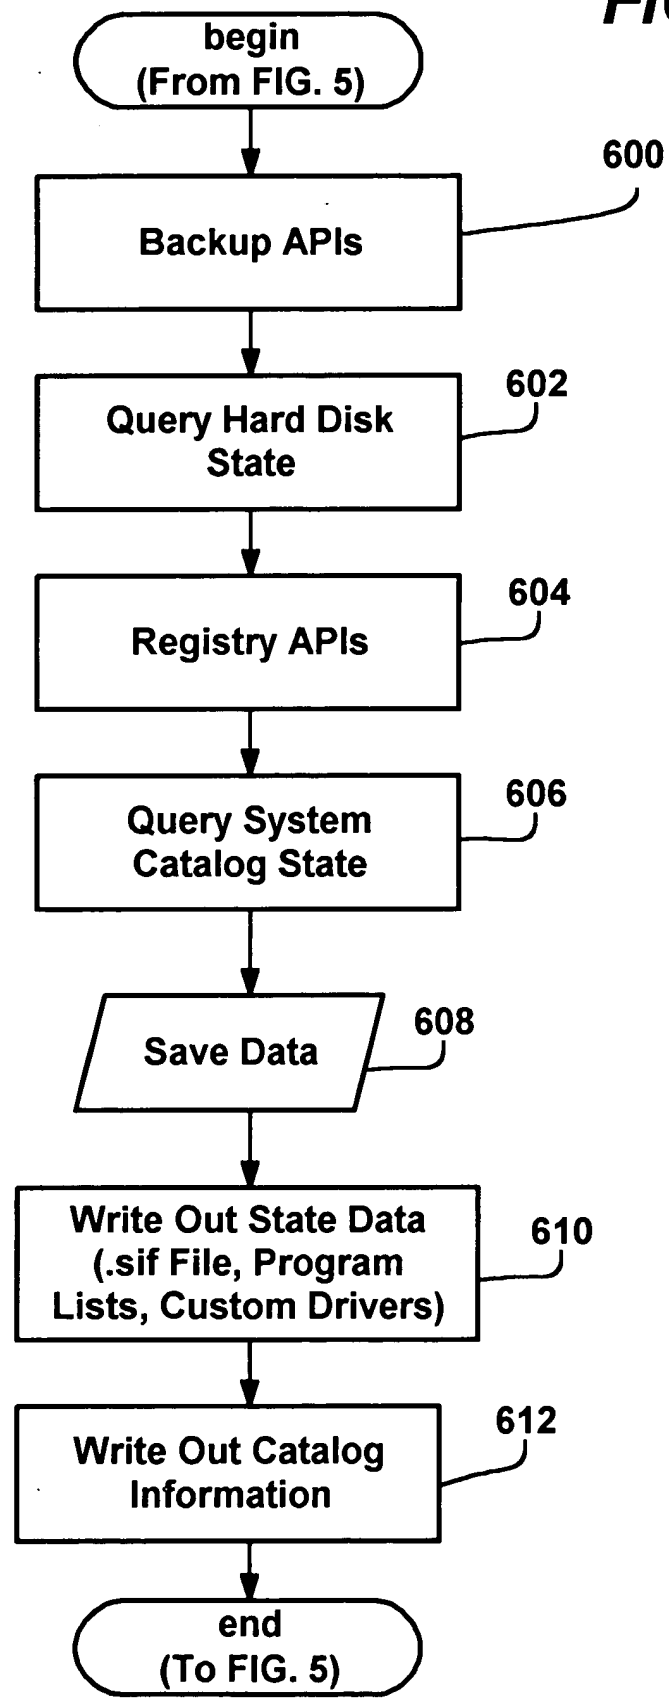 begin
(From FIG. 5)
600
Backup APIs
602
Query Hard Disk
State
604
Registry APIs
606
Query System
Catalog State
608
Save Data
610
Write Out State Data
(.sif File, Program
Lists, Custom Drivers)
612
Write Out Catalog
Information
end
(To FIG. 5)